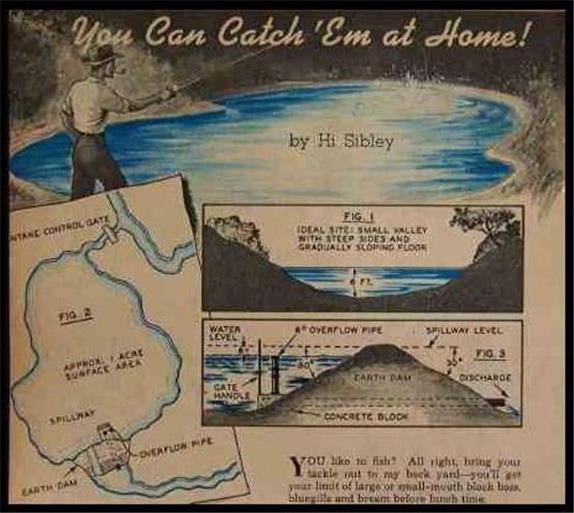 You Can Catch 'Em at Home!
by Hi Sibley
INTAKE CONTROL GATE
FIG. 2
APPROX. 1 ACRE
SURFACE AREA
SPILLWAY
OVERFLOW PIPE
EARTH DAM
FIG. 1
IDEAL SITE: SMALL VALLEY
WITH STEEP SIDES AND
GRADUALLY SLOPING FLOOR
6 FT.
WATER
LEVEL
8" OVERFLOW PIPE
SPILLWAY LEVEL
FIG. 3
30°
EARTH DAM
DISCHARGE
GATE
HANDLE
CONCRETE BLOCK
YOU like to fish? All right, bring your
tackle out to my back yard—you'll get
your limit of large or small-mouth black bass,
bluegills and bream before lunch time.